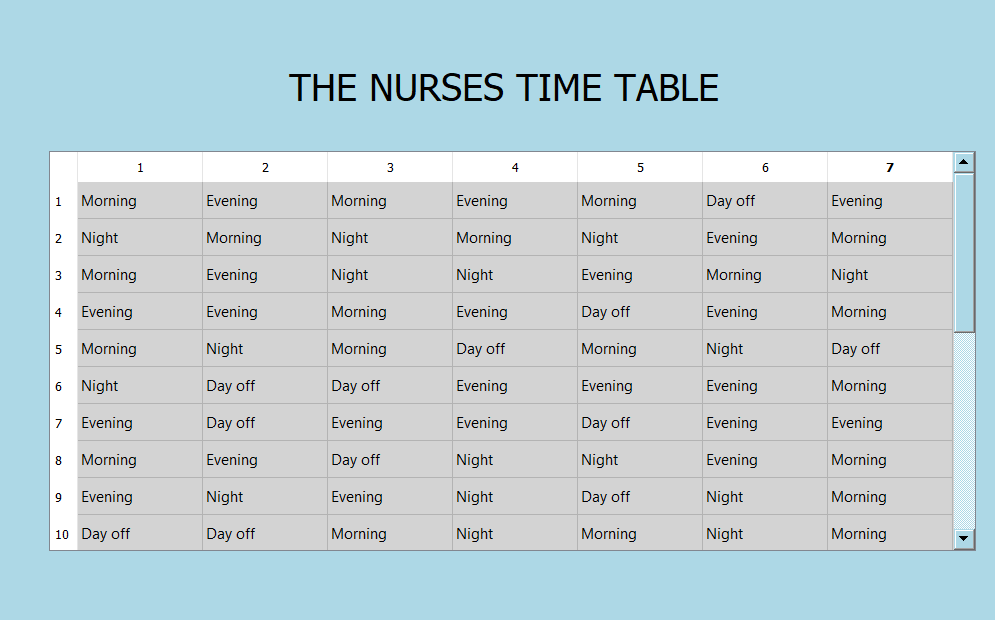 THE NURSES TIME TABLE
1 2 3 4 5 6 7
1 Morning Evening Morning Evening Morning Day off Evening
2 Night Morning Night Morning Night Evening Morning
3 Morning Evening Night Night Evening Morning Night
4 Evening Evening Morning Evening Day off Evening Morning
5 Morning Night Morning Day off Morning Night Day off
6 Night Day off Day off Evening Evening Evening Morning
7 Evening Day off Evening Evening Day off Evening Evening
8 Morning Evening Day off Night Night Evening Morning
9 Evening Night Evening Night Day off Night Morning
10 Day off Day off Morning Night Morning Night Morning